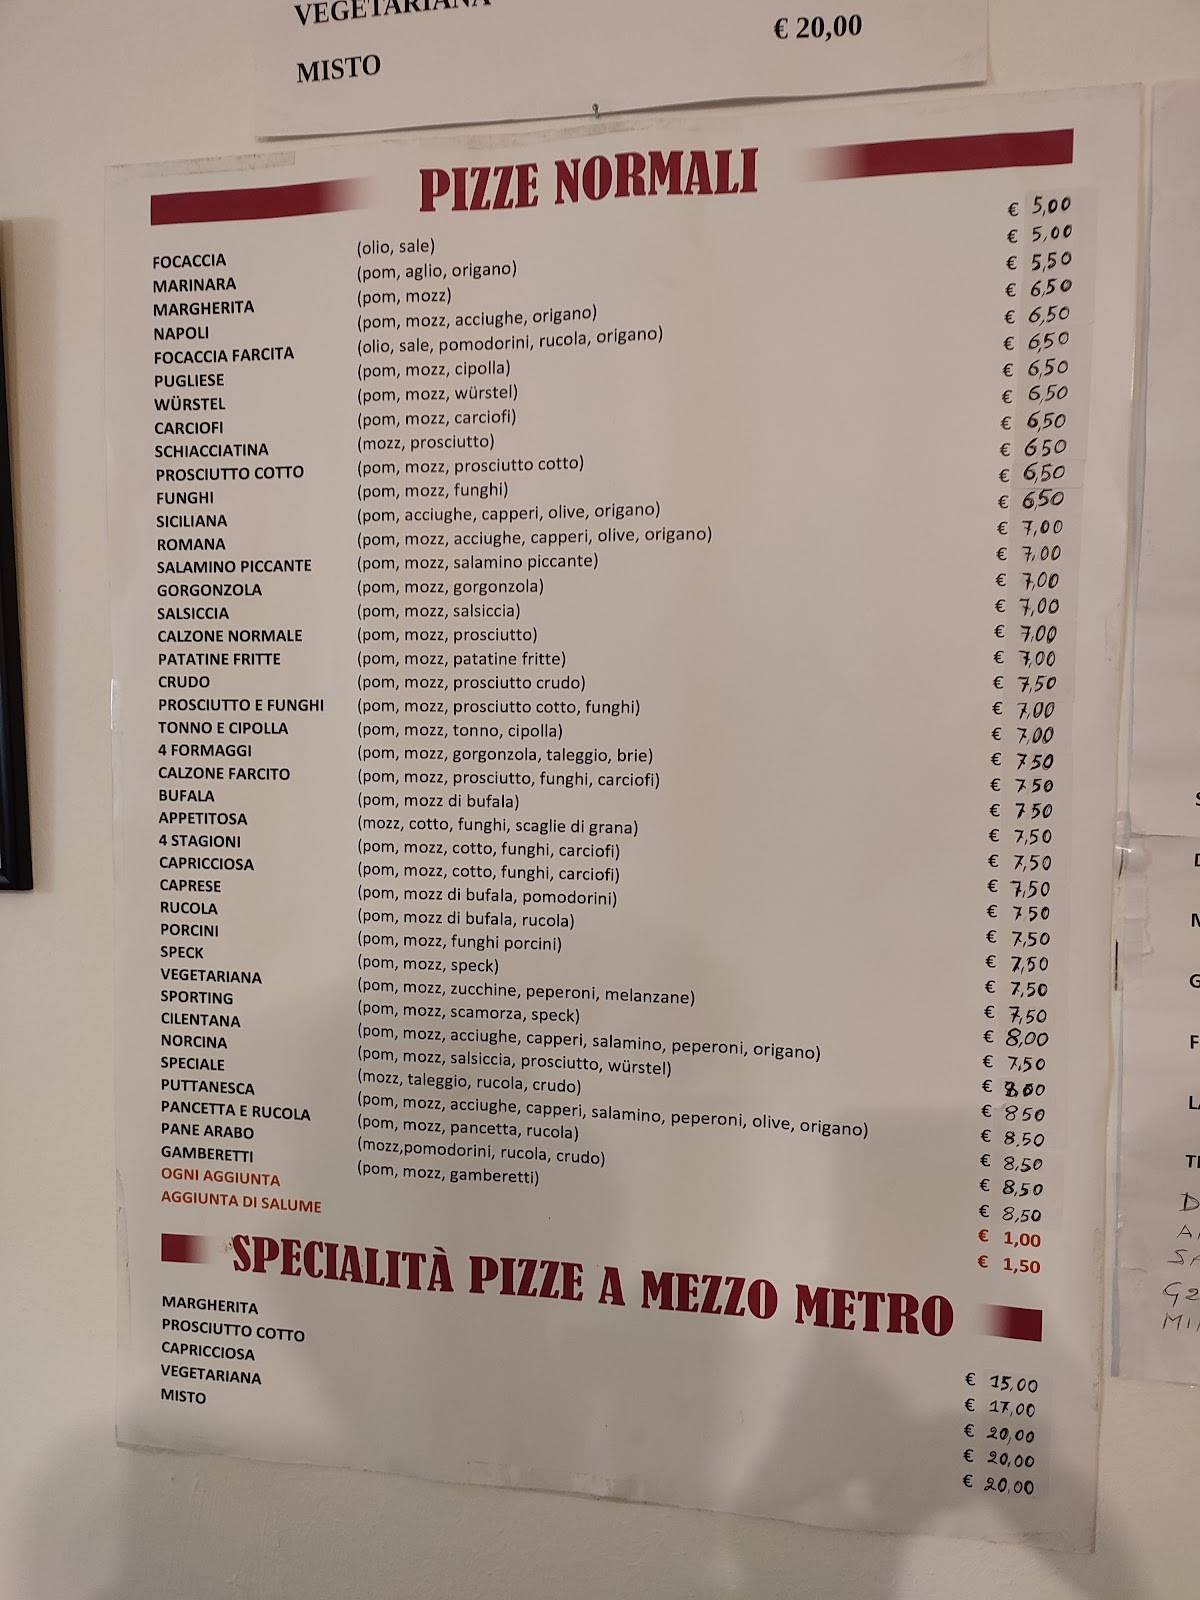 VEGETARIANA
MISTO € 20,00
PIZZE NORMALI
FOCACCIA (olio, sale) € 5,00
MARINARA (pom, aglio, origano) € 5,00
MARGHERITA (pom, mozz) € 5,50
NAPOLI (pom, mozz, acciughe, origano) € 6,50
FOCACCIA FARCITA (olio, sale, pomodorini, rucola, origano) € 6,50
PUGLIESE (pom, mozz, cipolla) € 6,50
WÜRSTEL (pom, mozz, würstel) € 6,50
CARCIOFI (pom, mozz, carciofi) € 6,50
SCHIACCIATINA (mozz, prosciutto) € 6,50
PROSCIUTTO COTTO (pom, mozz, prosciutto cotto) € 650
FUNGHI (pom, mozz, funghi) € 6,50
SICILIANA (pom, acciughe, capperi, olive, origano) € 6,50
ROMANA (pom, mozz, acciughe, capperi, olive, origano) € 7,00
SALAMINO PICCANTE (pom, mozz, salamino piccante) € 7,00
GORGONZOLA (pom, mozz, gorgonzola) € 7,00
SALSICCIA (pom, mozz, salsiccia) € 7,00
CALZONE NORMALE (pom, mozz, prosciutto) € 7,00
PATATINE FRITTE (pom, mozz, patatine fritte) € 7,00
CRUDO (pom, mozz, prosciutto crudo) € 7,50
PROSCIUTTO E FUNGHI (pom, mozz, prosciutto cotto, funghi) € 7,00
TONNO E CIPOLLA (pom, mozz, tonno, cipolla) € 7,00
4 FORMAGGI (pom, mozz, gorgonzola, taleggio, brie) € 750
CALZONE FARCITO (pom, mozz, prosciutto, funghi, carciofi) € 750
BUFALA (pom, mozz di bufala) € 750
APPETITOSA (mozz, cotto, funghi, scaglie di grana) € 7,50
4 STAGIONI (pom, mozz, cotto, funghi, carciofi) € 7,50
CAPRICCIOSA (pom, mozz, cotto, funghi, carciofi) € 7,50
CAPRESE (pom, mozz di bufala, pomodorini) € 750
RUCOLA (pom, mozz di bufala, rucola) € 7,50
PORCINI (pom, mozz, funghi porcini) € 7,50
SPECK (pom, mozz, speck) € 7,50
VEGETARIANA (pom, mozz, zucchine, peperoni, melanzane) € 7,50
SPORTING (pom, mozz, scamorza, speck) € 8,00
CILENTANA (pom, mozz, acciughe, capperi, salamino, peperoni, origano) € 7,50
NORCINA (pom, mozz, salsiccia, prosciutto, würstel) € 8,00
SPECIALE (mozz, taleggio, rucola, crudo) € 850
PUTTANESCA (pom, mozz, acciughe, capperi, salamino, peperoni, olive, origano) € 8,50
PANCETTA E RUCOLA (pom, mozz, pancetta, rucola) € 8,50
PANE ARABO (mozz,pomodorini, rucola, crudo) € 8,50
GAMBERETTI (pom, mozz, gamberetti) € 8,50
OGNI AGGIUNTA € 1,00
AGGIUNTA DI SALUME € 1,50
SPECIALITÀ PIZZE A MEZZO METRO
MARGHERITA € 15,00
PROSCIUTTO COTTO € 17,00
CAPRICCIOSA € 20,00
VEGETARIANA € 20,00
MISTO € 20,00